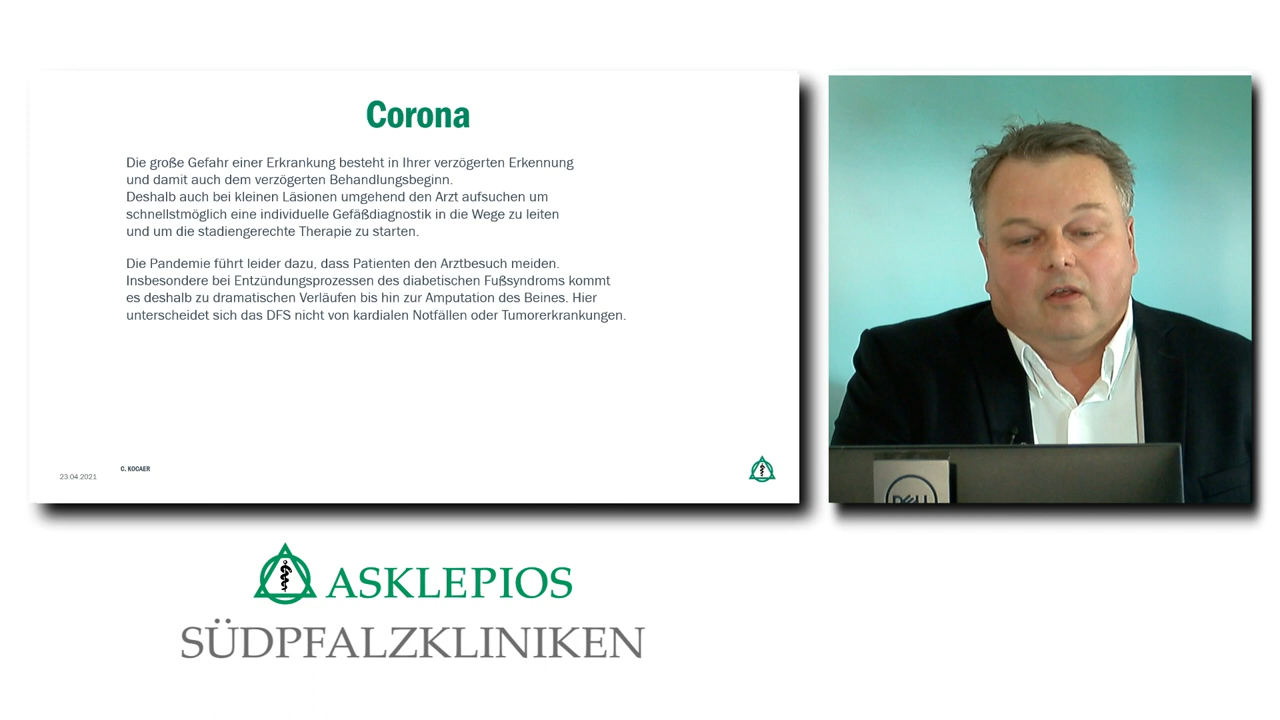 Corona
Die große Gefahr einer Erkrankung besteht in Ihrer verzögerten Erkennung
und damit auch dem verzögerten Behandlungsbeginn.
Deshalb auch bei kleinen Läsionen umgehend den Arzt aufsuchen um
schnellstmöglich eine individuelle Gefäßdiagnostik in die Wege zu leiten
und um die stadiengerechte Therapie zu starten.
Die Pandemie führt leider dazu, dass Patienten den Arztbesuch meiden.
Insbesondere bei Entzündungsprozessen des diabetischen Fußsyndroms kommt
es deshalb zu dramatischen Verläufen bis hin zur Amputation des Beines. Hier
unterscheidet sich das DFS nicht von kardialen Notfällen oder Tumorerkrankungen.
23.04.2021
C. KOCAER
DELL
ASKLEPIOS
SÜDPFALZKLINIKEN